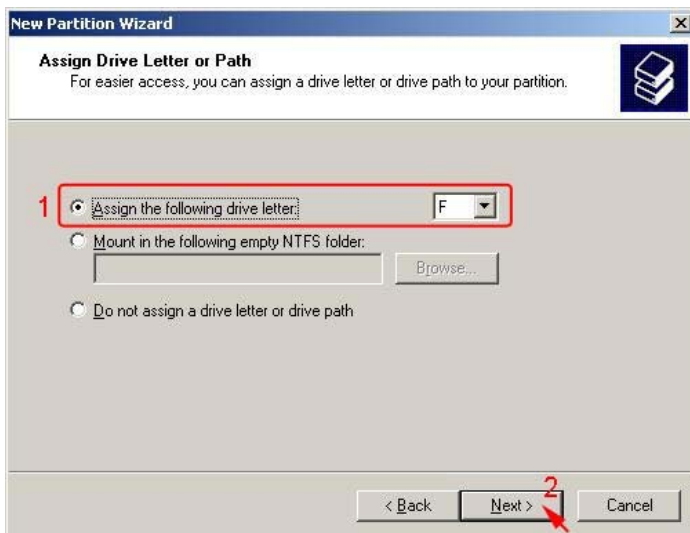 New Partition Wizard
Assign Drive Letter or Path
For easier access, you can assign a drive letter or drive path to your partition.
1
Assign the following drive letter: F
Mount in the following empty NTFS folder:
Browse...
Do not assign a drive letter or drive path
2
< Back Next > Cancel